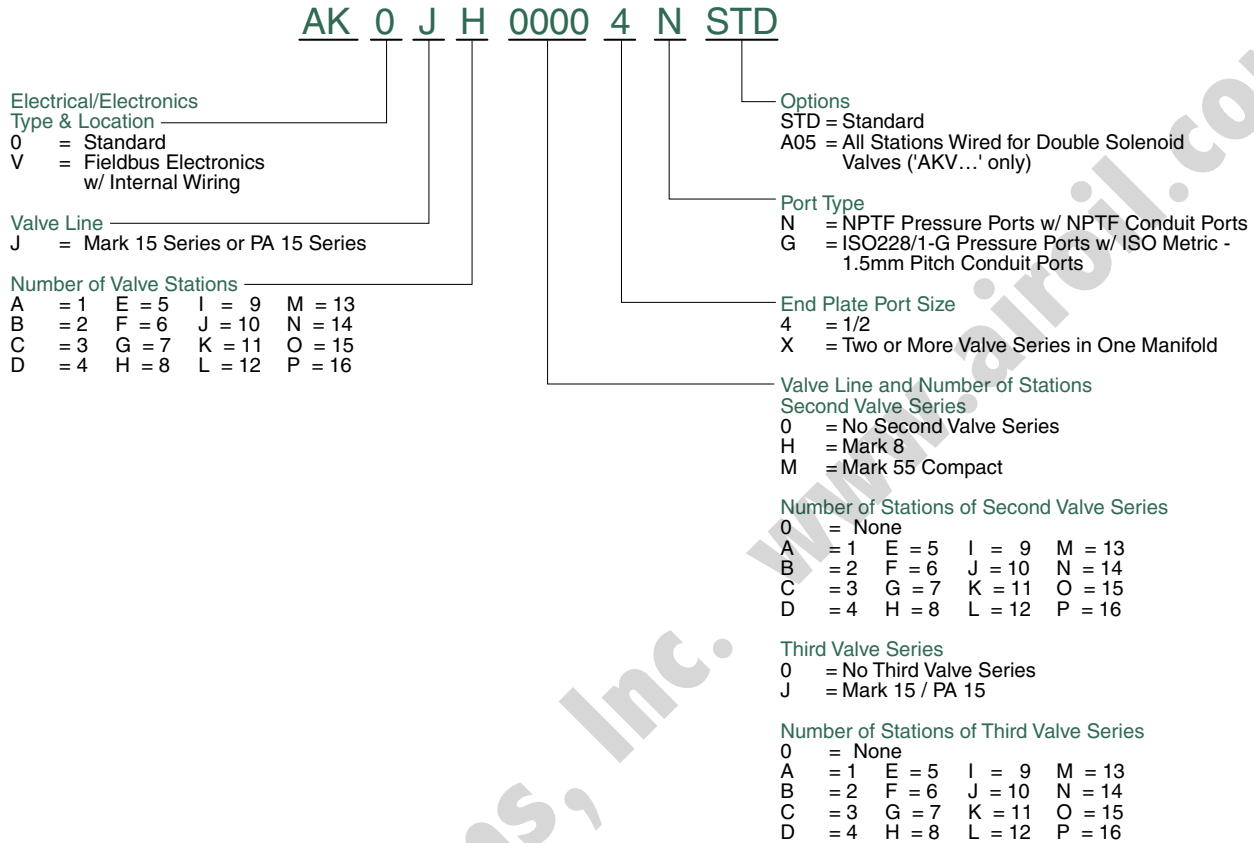 AK 0 J H 0000 4 N STD
Electrical/Electronics
Type & Location
0 = Standard
V = Fieldbus Electronics
w/ Internal Wiring
Valve Line
J = Mark 15 Series or PA 15 Series
Number of Valve Stations
A = 1 E = 5 I = 9 M = 13
B = 2 F = 6 J = 10 N = 14
C = 3 G = 7 K = 11 O = 15
D = 4 H = 8 L = 12 P = 16
Options
STD = Standard
A05 = All Stations Wired for Double Solenoid
Valves ('AKV…' only)
Port Type
N = NPTF Pressure Ports w/ NPTF Conduit Ports
G = ISO228/1-G Pressure Ports w/ ISO Metric -
1.5mm Pitch Conduit Ports
End Plate Port Size
4 = 1/2
X = Two or More Valve Series in One Manifold
Valve Line and Number of Stations
Second Valve Series
0 = No Second Valve Series
H = Mark 8
M = Mark 55 Compact
Number of Stations of Second Valve Series
0 = None
A = 1 E = 5 I = 9 M = 13
B = 2 F = 6 J = 10 N = 14
C = 3 G = 7 K = 11 O = 15
D = 4 H = 8 L = 12 P = 16
Third Valve Series
0 = No Third Valve Series
J = Mark 15 / PA 15
Number of Stations of Third Valve Series
0 = None
A = 1 E = 5 I = 9 M = 13
B = 2 F = 6 J = 10 N = 14
C = 3 G = 7 K = 11 O = 15
D = 4 H = 8 L = 12 P = 16
ms, Inc. www.airoil.co